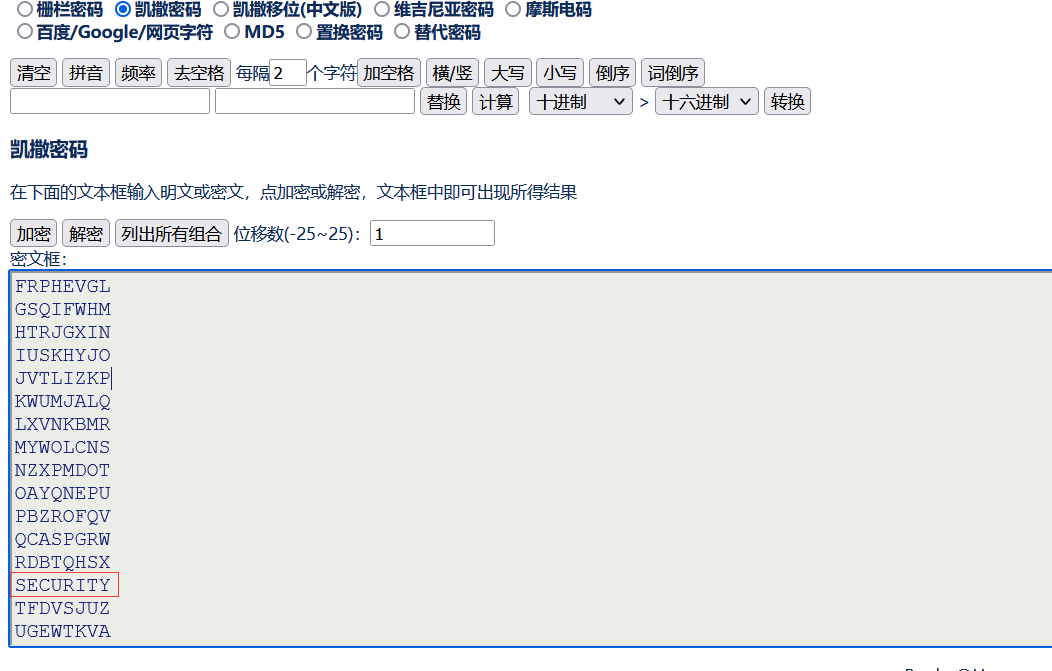 栅栏密码 凯撒密码 凯撒移位(中文版) 维吉尼亚密码 摩斯电码
百度/Google/网页字符 MD5 置换密码 替代密码
清空 拼音 频率 去空格 每隔2个字符加空格 横/竖 大写 小写 倒序 词倒序
替换 计算 十进制 > 十六进制 转换
凯撒密码
在下面的文本框输入明文或密文，点加密或解密，文本框中即可出现所得结果
加密 解密 列出所有组合 位移数(-25~25)： 1
密文框：
FRPHEVGL
GSQIFWHM
HTRJGXIN
IUSKHYJO
JVTLIZKP
KWUMJALQ
LXVNKBMR
MYWOLCNS
NZXPMDOT
OAYQNEPU
PBZROFQV
QCASPGRW
RDBTQHSX
SECURITY
TFDVSJUZ
UGEWTKVA